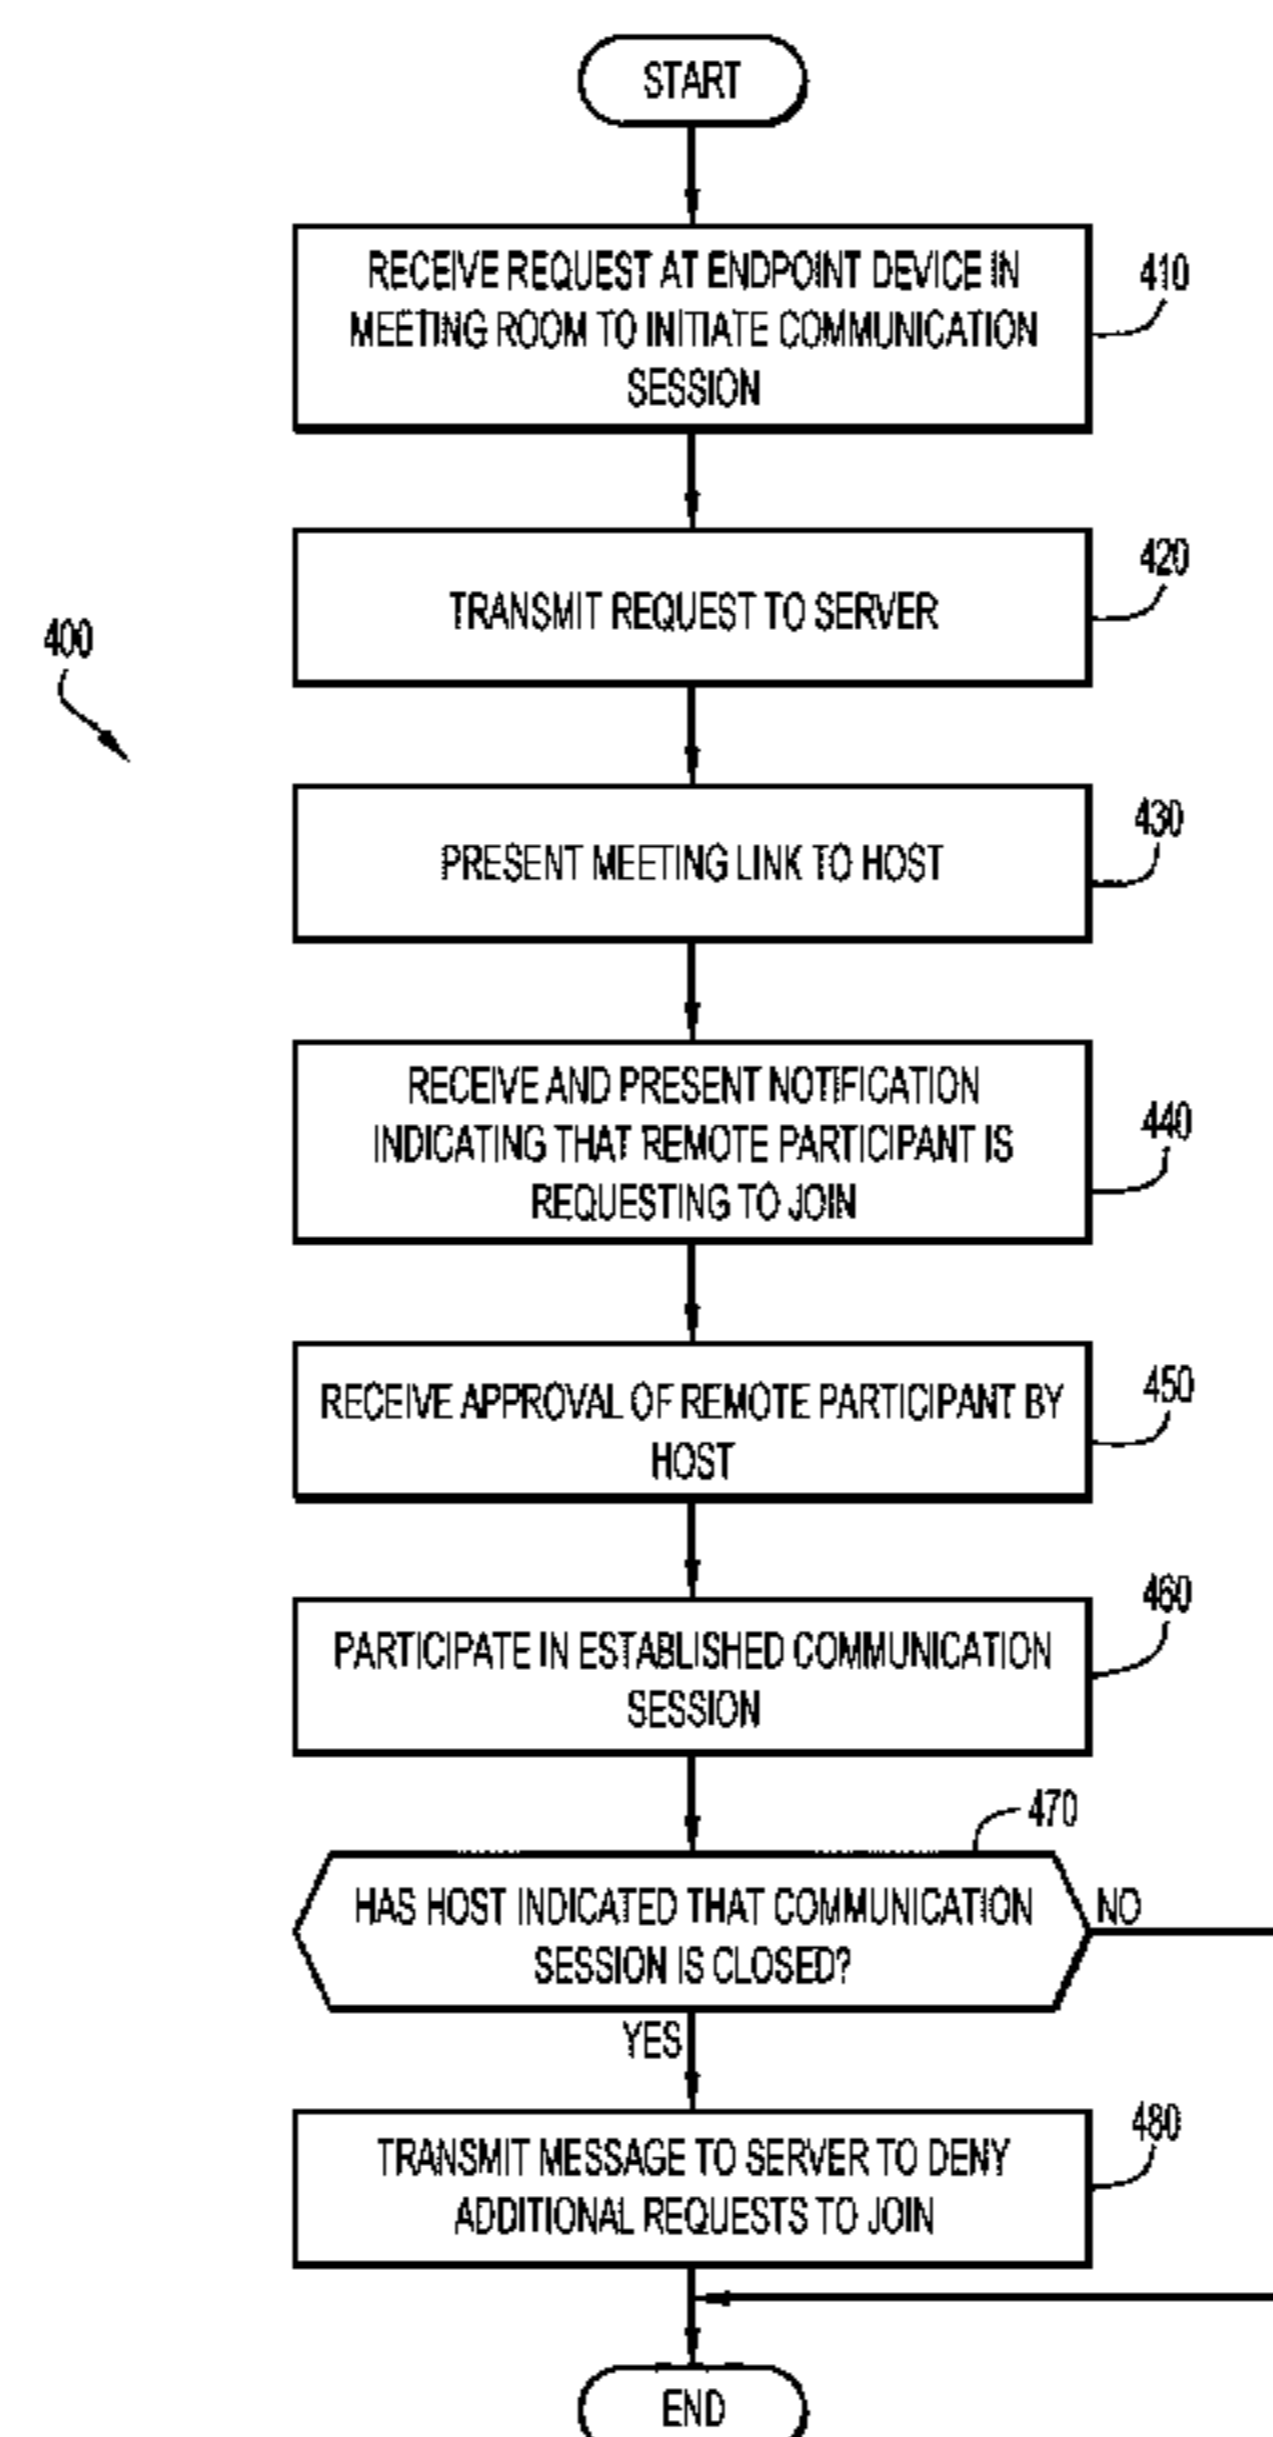 START
RECEIVE REQUEST AT ENDPOINT DEVICE IN
MEETING ROOM TO INITIATE COMMUNICATION
SESSION
410
TRANSMIT REQUEST TO SERVER
420
400
PRESENT MEETING LINK TO HOST
430
RECEIVE AND PRESENT NOTIFICATION
INDICATING THAT REMOTE PARTICIPANT IS
REQUESTING TO JOIN
440
RECEIVE APPROVAL OF REMOTE PARTICIPANT BY
HOST
450
PARTICIPATE IN ESTABLISHED COMMUNICATION
SESSION
460
470
HAS HOST INDICATED THAT COMMUNICATION
SESSION IS CLOSED?
NO
YES
TRANSMIT MESSAGE TO SERVER TO DENY
ADDITIONAL REQUESTS TO JOIN
480
END